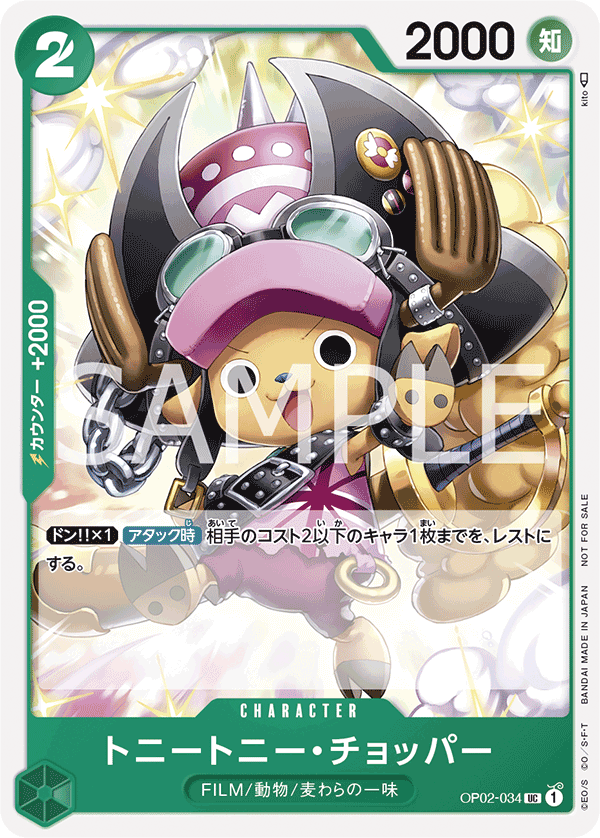 2
2000 知
kito
カウンター +2000
SAMPLE
ドン!!×1 アタック時 相手のコスト2以下のキャラ1枚までを、レストに
する。
CHARACTER
トニートニー・チョッパー
FILM/動物/麦わらの一味
OP02-034 UC 1
©EO/S ©O/S・F・T BANDAI MADE IN JAPAN NOT FOR SALE